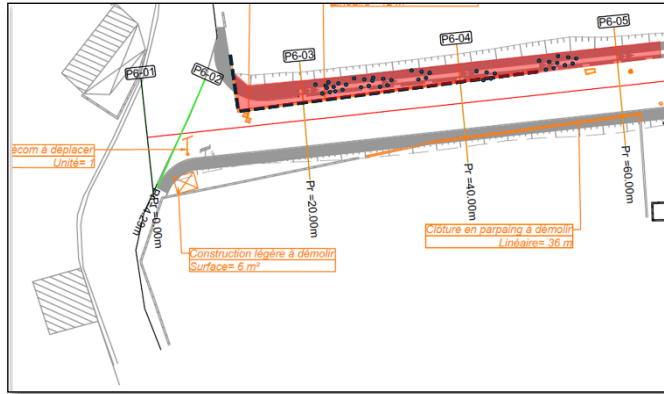 P6-05
P6-04
P6-03
P6-02
P6-01
écom à déplacer
Unité= 1
Pr =0.00m
Pr =20.00m
Pr =40.00m
Pr =60.00m
Clôture en parpaing à démolir
Linéaire= 36 m
Construction légère à démolir
Surface= 6 m²